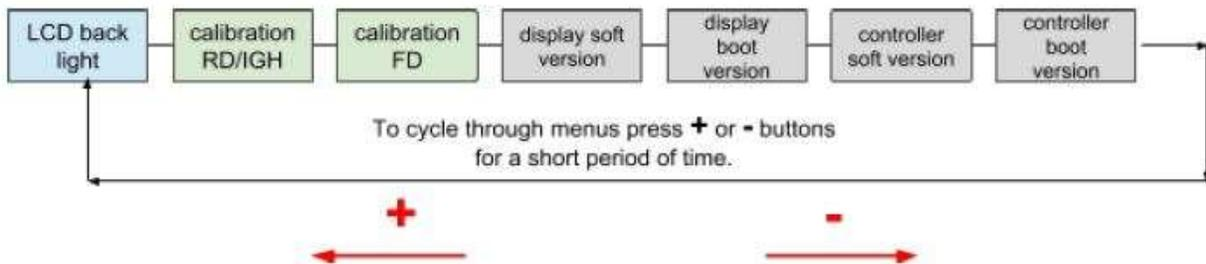 LCD back
light
calibration
RD/IGH
calibration
FD
display soft
version
display
boot
version
controller
soft version
controller
boot
version
To cycle through menus press + or - buttons
for a short period of time.
+
-